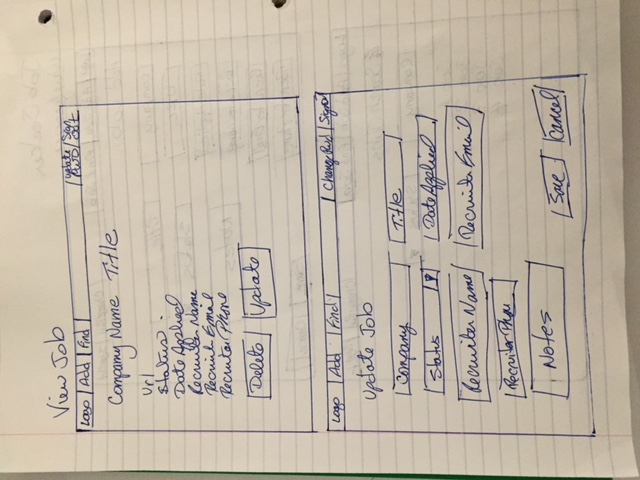 View Job
Logo Add Find Update PWD Sign out
Company Name Title
Url
Status
Date Applied
Recruiter Name
Recruit Email
Recruiter Phone
Delete Update
Logo Add Find Change Pwd Signout
Update Job
Company Title
Status Date Applied
Recruiter Name Recruiter Email
Recruiter Phone
Notes
Save Cancel